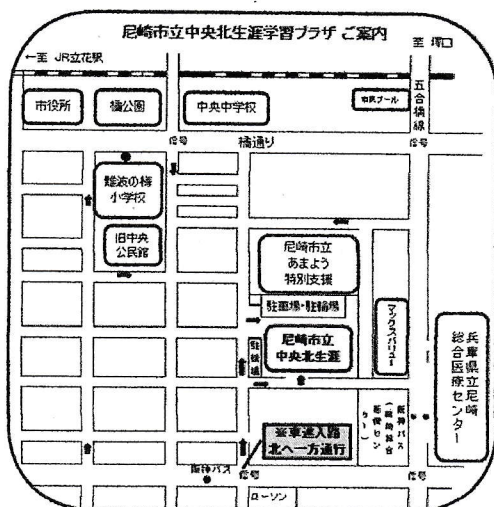 尼崎市立中央北生涯学習プラザ ご案内
至 塚口
←至 JR立花駅
市役所
橘公園
中央中学校
市民プール
五合橋線
信号
橘通り
信号
難波の梅
小学校
旧中央
公民館
尼崎市立
あまよう
特別支援
駐車場・駐輪場
尼崎市立
中央北生涯
駐輪場
マックスバリュー
兵庫県立尼崎
総合医療センター
阪神バス
※車進入路
北へ一方通行
阪神バス
信号
信号
ローソン